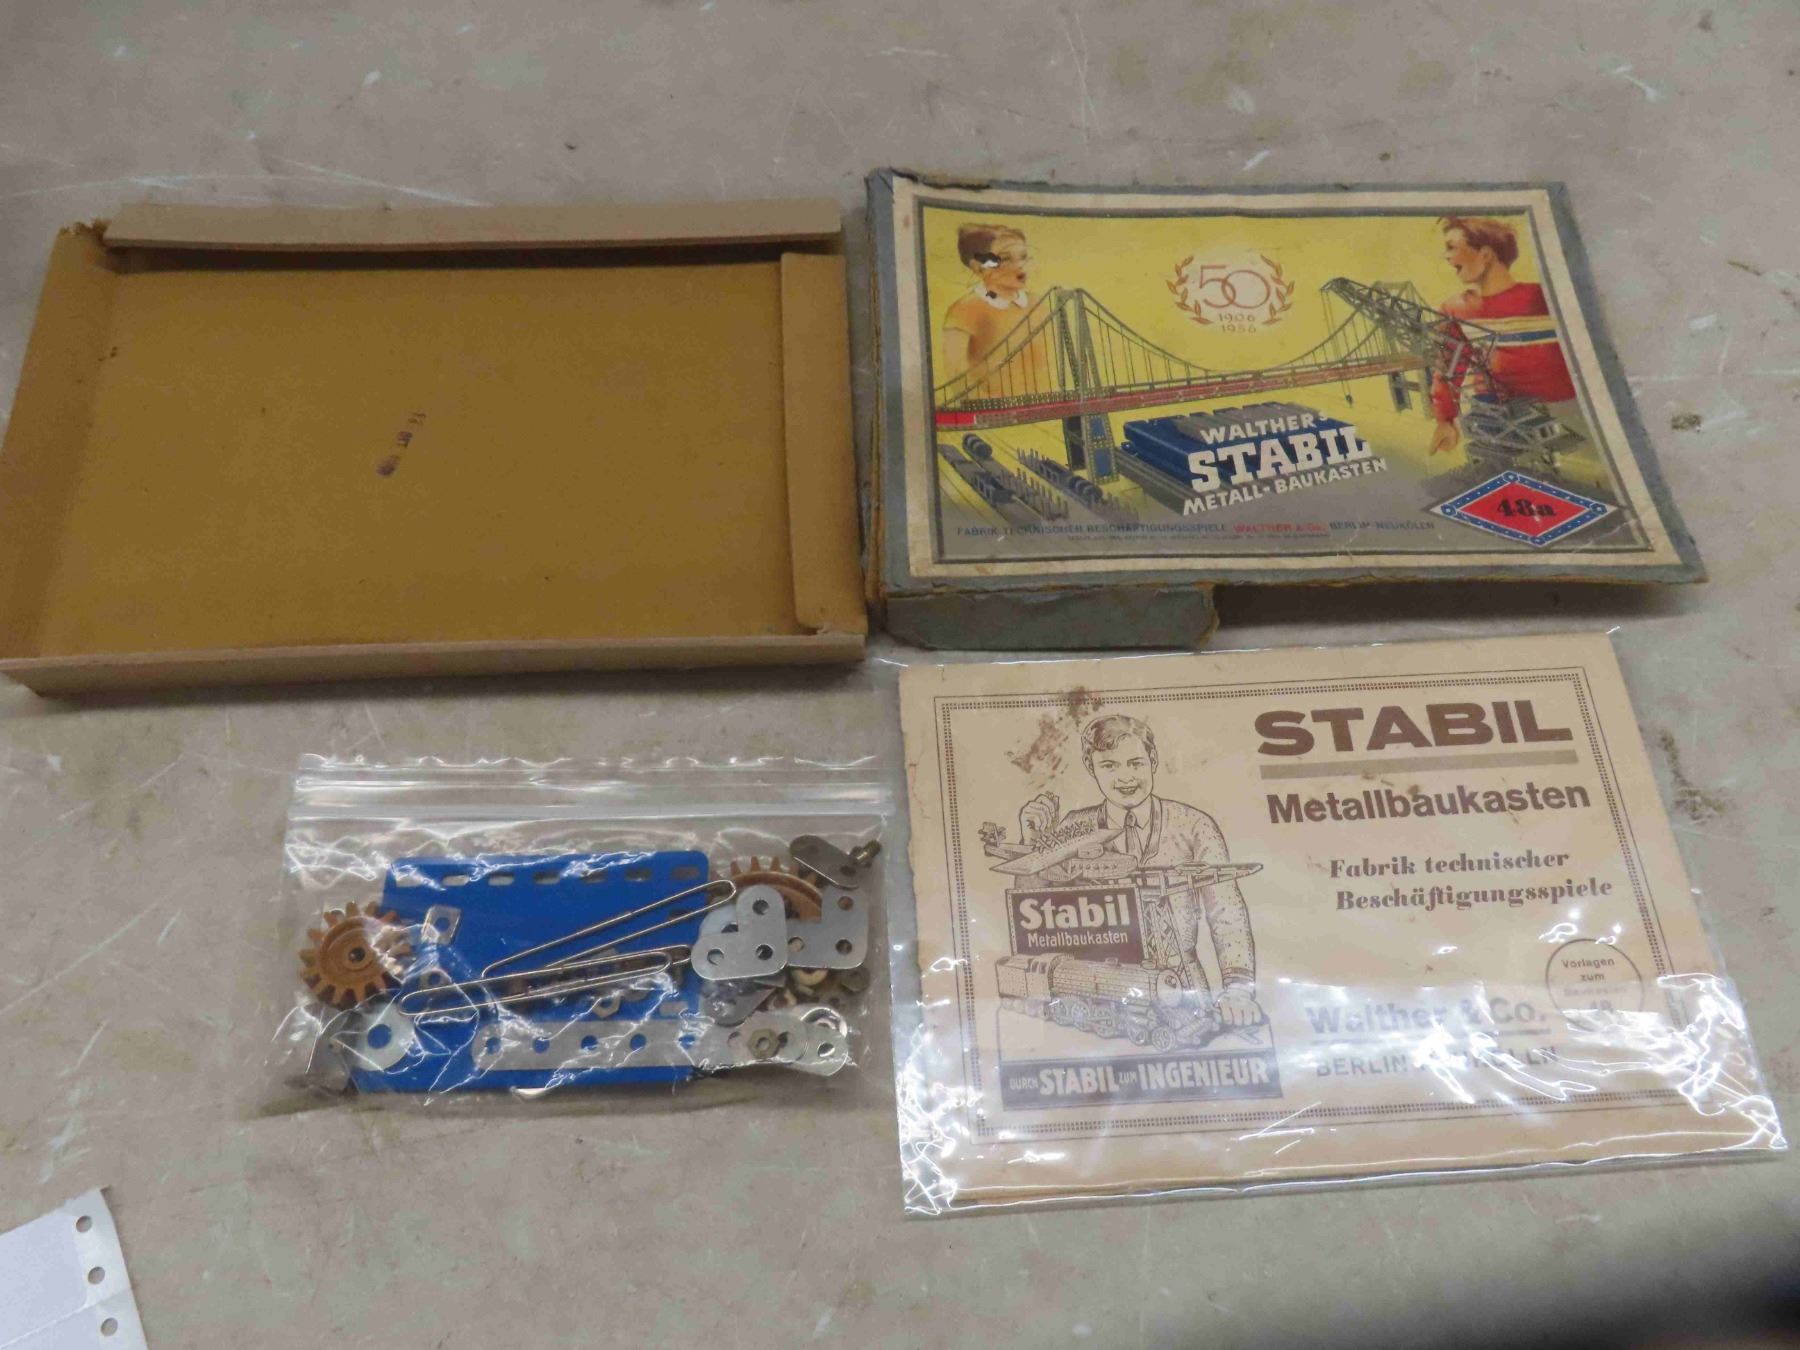 50
1906
1956
WALTHER'S
STABIL
METALL-BAUKASTEN
48a
FABRIK TECHNISCHER BESCHÄFTIGUNGSSPIELE WALTHER & Co., BERLIN-NEUKÖLLN
STABIL
Metallbaukasten
Fabrik technischer
Beschäftigungsspiele
Stabil
Metallbaukasten
Vorlagen
zum
48
Walther & Co.
BERLIN
DURCH STABIL ZUM INGENIEUR